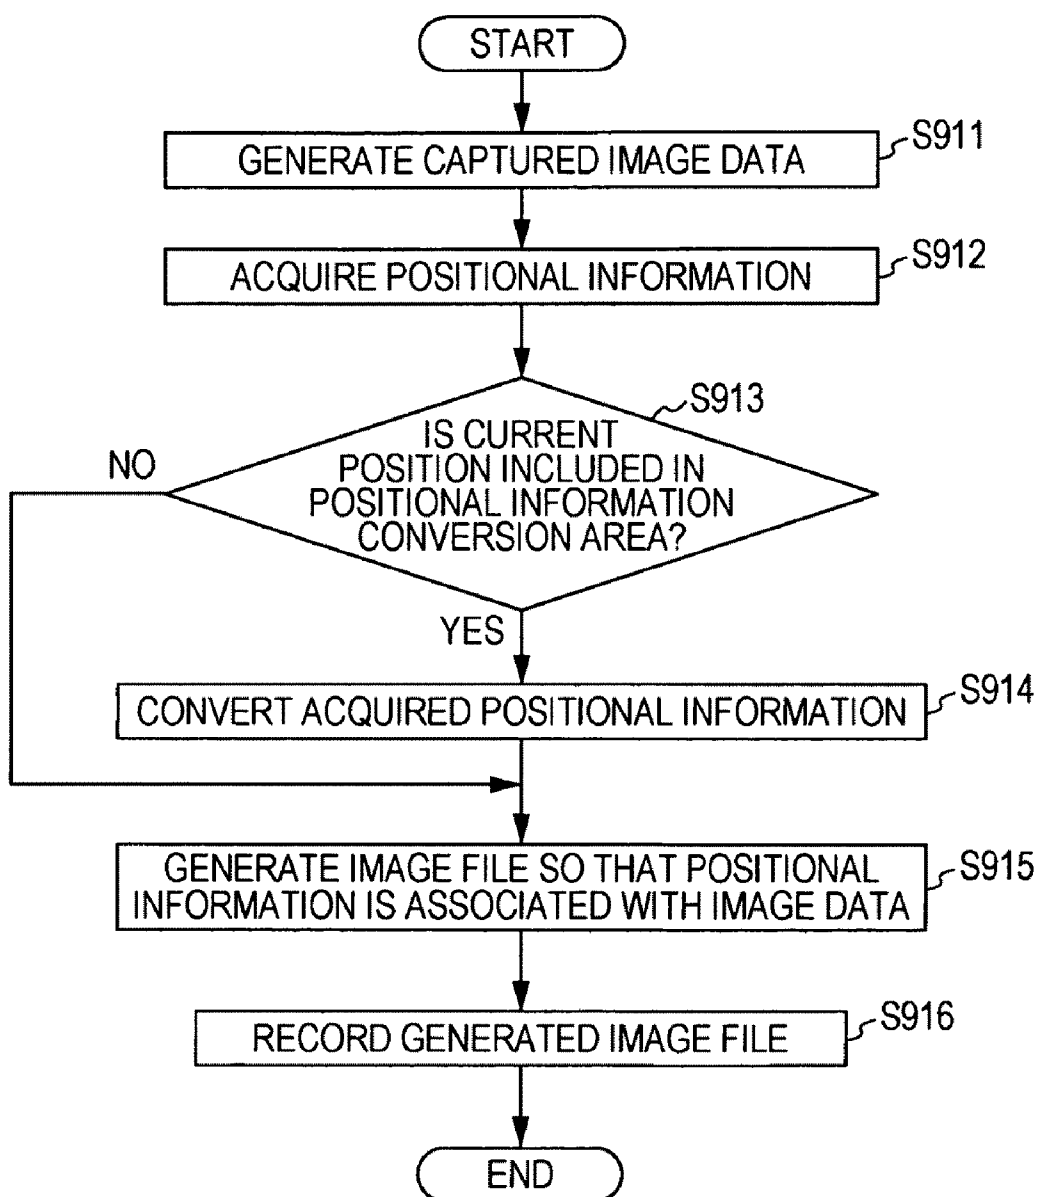 START
S911
GENERATE CAPTURED IMAGE DATA
S912
ACQUIRE POSITIONAL INFORMATION
S913
IS CURRENT
POSITION INCLUDED IN
POSITIONAL INFORMATION
CONVERSION AREA?
NO
YES
S914
CONVERT ACQUIRED POSITIONAL INFORMATION
S915
GENERATE IMAGE FILE SO THAT POSITIONAL
INFORMATION IS ASSOCIATED WITH IMAGE DATA
S916
RECORD GENERATED IMAGE FILE
END